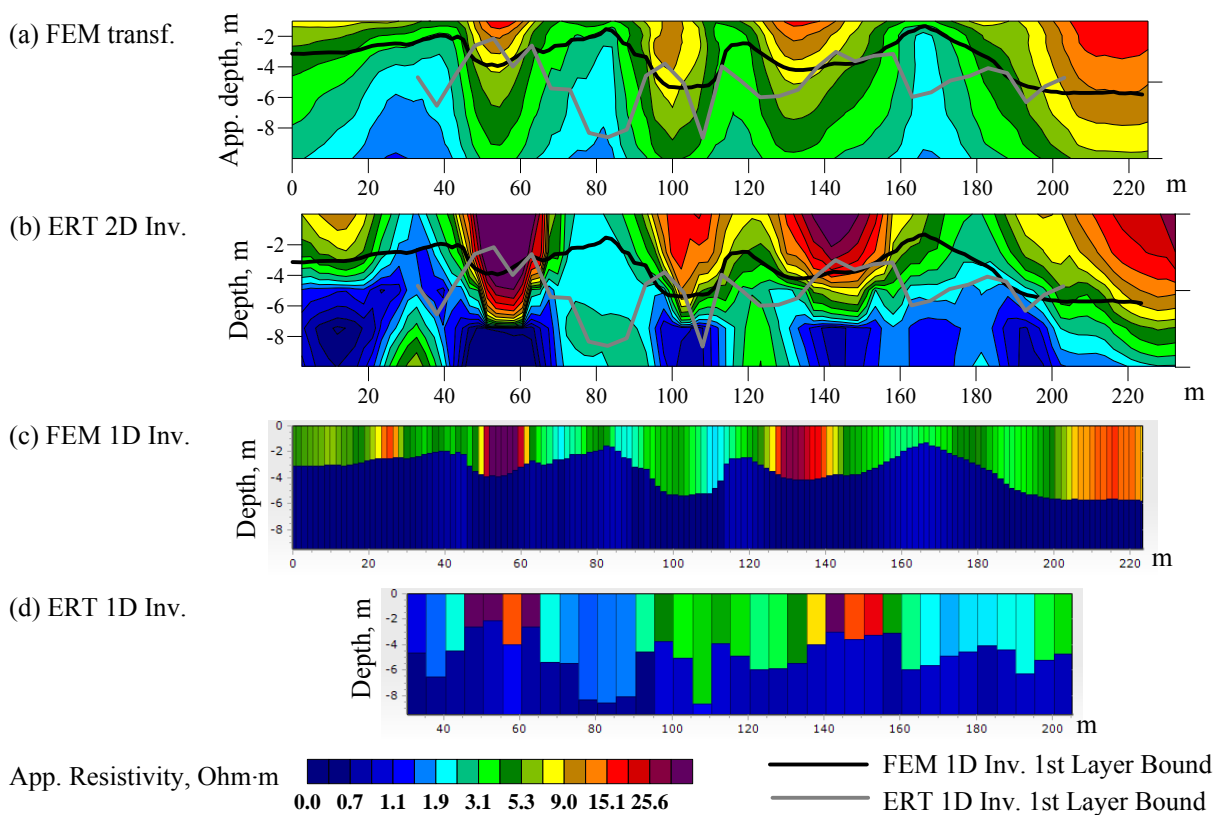 (a) FEM transf.
App. depth, m
-2
-4
-6
-8
0 20 40 60 80 100 120 140 160 180 200 220 m
(b) ERT 2D Inv.
Depth, m
-2
-4
-6
-8
0 20 40 60 80 100 120 140 160 180 200 220 m
(c) FEM 1D Inv.
Depth, m
0
-2
-4
-6
-8
0 20 40 60 80 100 120 140 160 180 200 220 m
(d) ERT 1D Inv.
Depth, m
0
-2
-4
-6
-8
40 60 80 100 120 140 160 180 200 m
App. Resistivity, Ohm·m
0.0 0.7 1.1 1.9 3.1 5.3 9.0 15.1 25.6
FEM 1D Inv. 1st Layer Bound
ERT 1D Inv. 1st Layer Bound